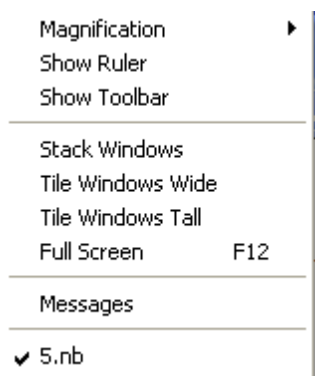 Magnification
Show Ruler
Show Toolbar
Stack Windows
Tile Windows Wide
Tile Windows Tall
Full Screen F12
Messages
5.nb